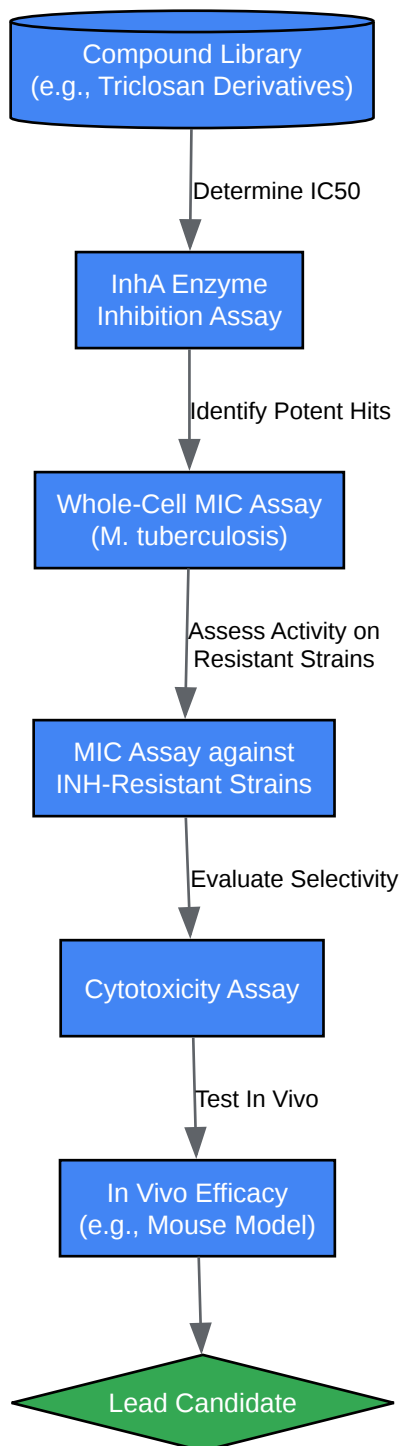 Compound Library
(e.g., Triclosan Derivatives)
Determine IC50
InhA Enzyme
Inhibition Assay
Identify Potent Hits
Whole-Cell MIC Assay
(M. tuberculosis)
Assess Activity on
Resistant Strains
MIC Assay against
INH-Resistant Strains
Evaluate Selectivity
Cytotoxicity Assay
Test In Vivo
In Vivo Efficacy
(e.g., Mouse Model)
Lead Candidate